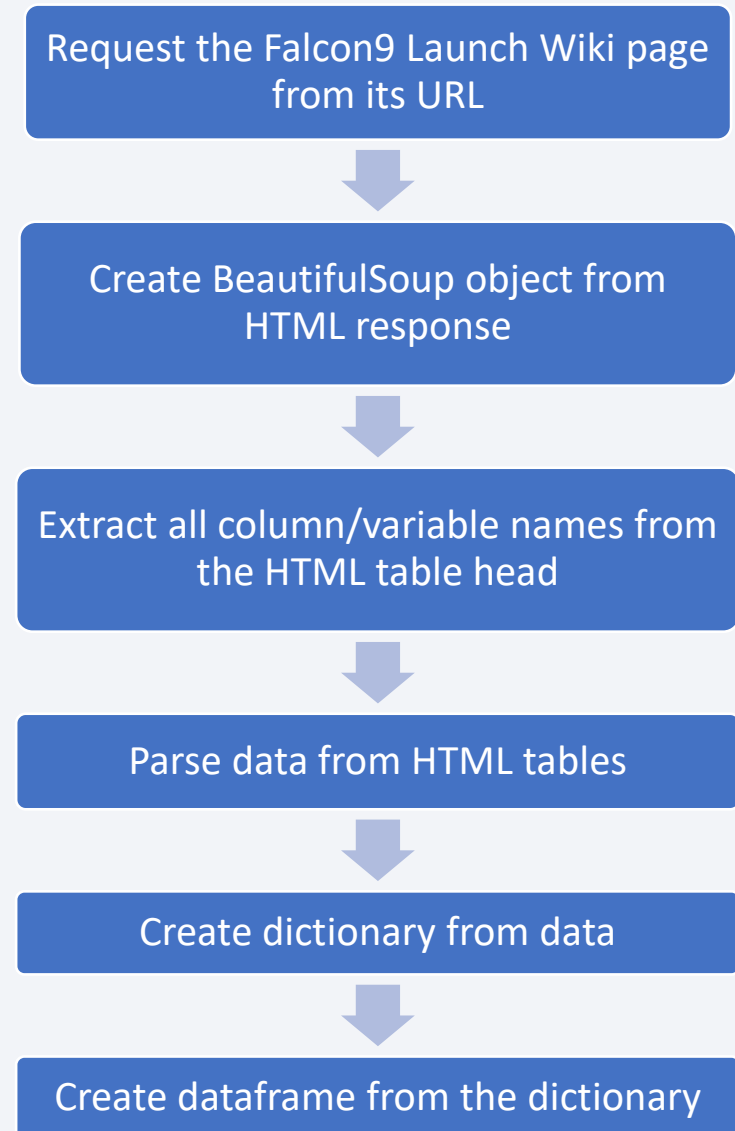 Request the Falcon9 Launch Wiki page
from its URL
Create BeautifulSoup object from
HTML response
Extract all column/variable names from
the HTML table head
Parse data from HTML tables
Create dictionary from data
Create dataframe from the dictionary